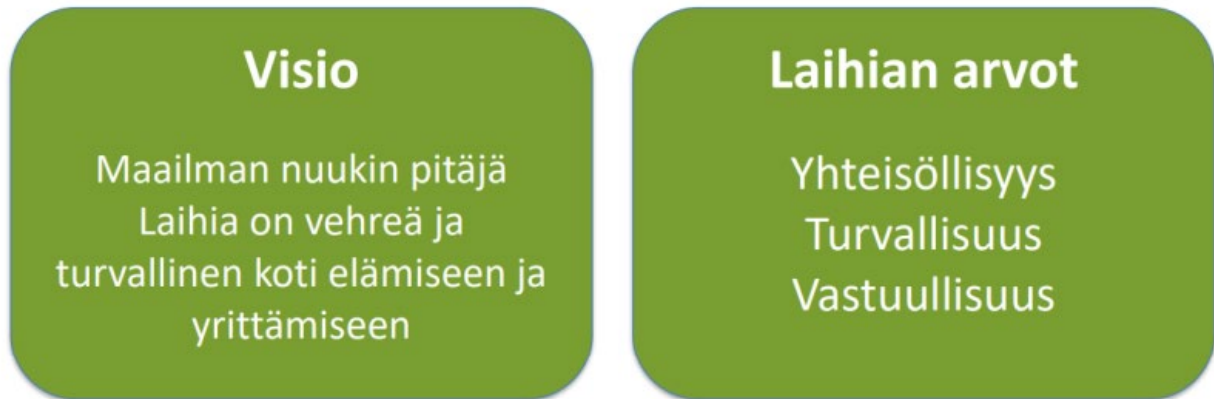 Visio
Maailman nuukin pitäjä
Laihia on vehreä ja
turvallinen koti elämiseen ja
yrittämiseen
Laihian arvot
Yhteisöllisyys
Turvallisuus
Vastuullisuus